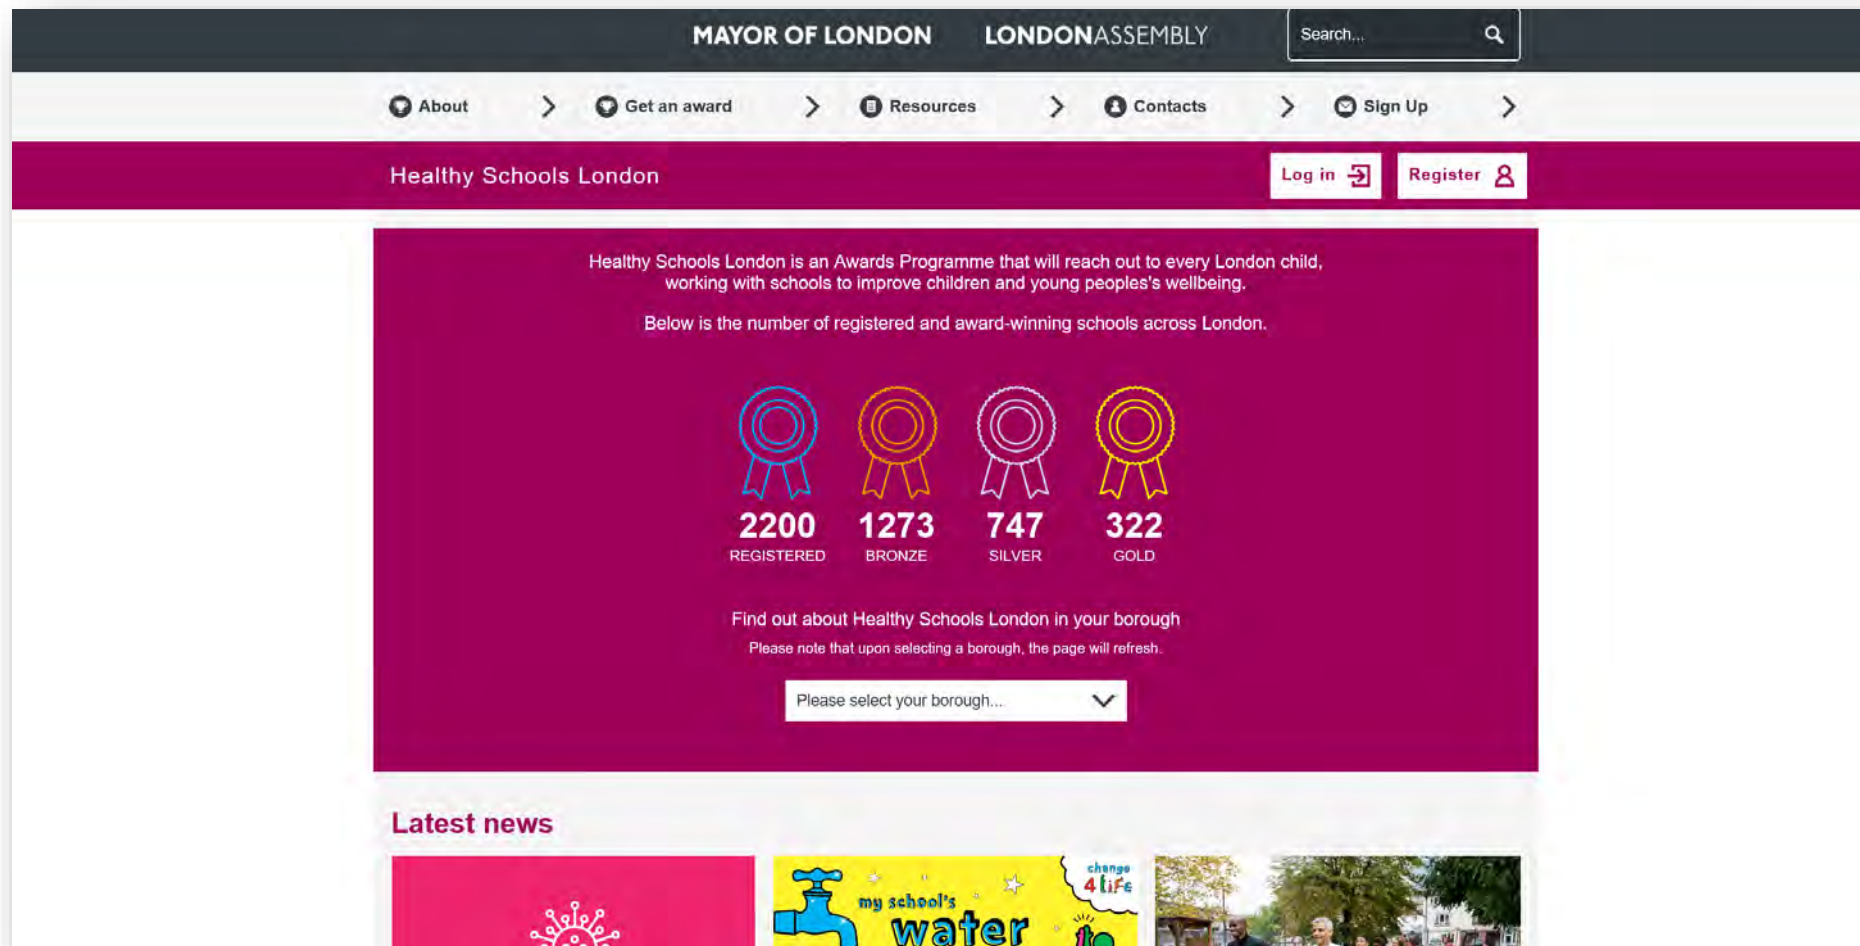 MAYOR OF LONDON LONDONASSEMBLY Search...
About Get an award Resources Contacts Sign Up
Healthy Schools London Log in Register
Healthy Schools London is an Awards Programme that will reach out to every London child,
working with schools to improve children and young peoples's wellbeing.
Below is the number of registered and award-winning schools across London.
2200 1273 747 322
REGISTERED BRONZE SILVER GOLD
Find out about Healthy Schools London in your borough
Please note that upon selecting a borough, the page will refresh.
Please select your borough...
Latest news
change
4 LiFe
my school's
water